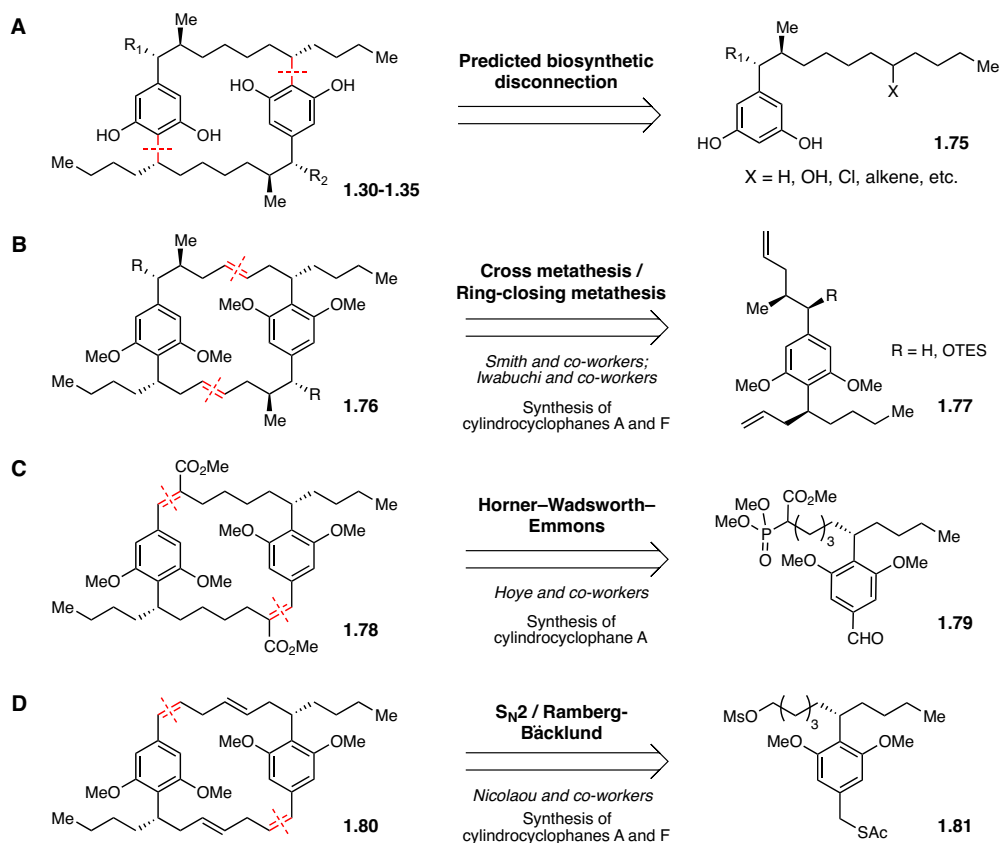 A
Me
R1
OH
HO
HO
OH
Me
Me
R2
Me
1.30-1.35
Predicted biosynthetic
disconnection
Me
R1
Me
X
HO
OH
1.75
X = H, OH, Cl, alkene, etc.
B
Me
R
Me
MeO
OMe
OMe
MeO
Me
R
Me
1.76
Cross metathesis /
Ring-closing metathesis
Smith and co-workers;
Iwabuchi and co-workers
Synthesis of
cylindrocyclophanes A and F
Me
R
R = H, OTES
MeO
OMe
Me
1.77
C
CO2Me
Me
MeO
OMe
OMe
MeO
Me
CO2Me
1.78
Horner–Wadsworth–
Emmons
Hoye and co-workers
Synthesis of
cylindrocyclophane A
OMe
CO2Me
MeO
P
O
3
Me
MeO
OMe
CHO
1.79
D
Me
MeO
OMe
MeO
OMe
Me
1.80
SN2 / Ramberg-
Bäcklund
Nicolaou and co-workers
Synthesis of
cylindrocyclophanes A and F
MsO
3
Me
MeO
OMe
SAc
1.81